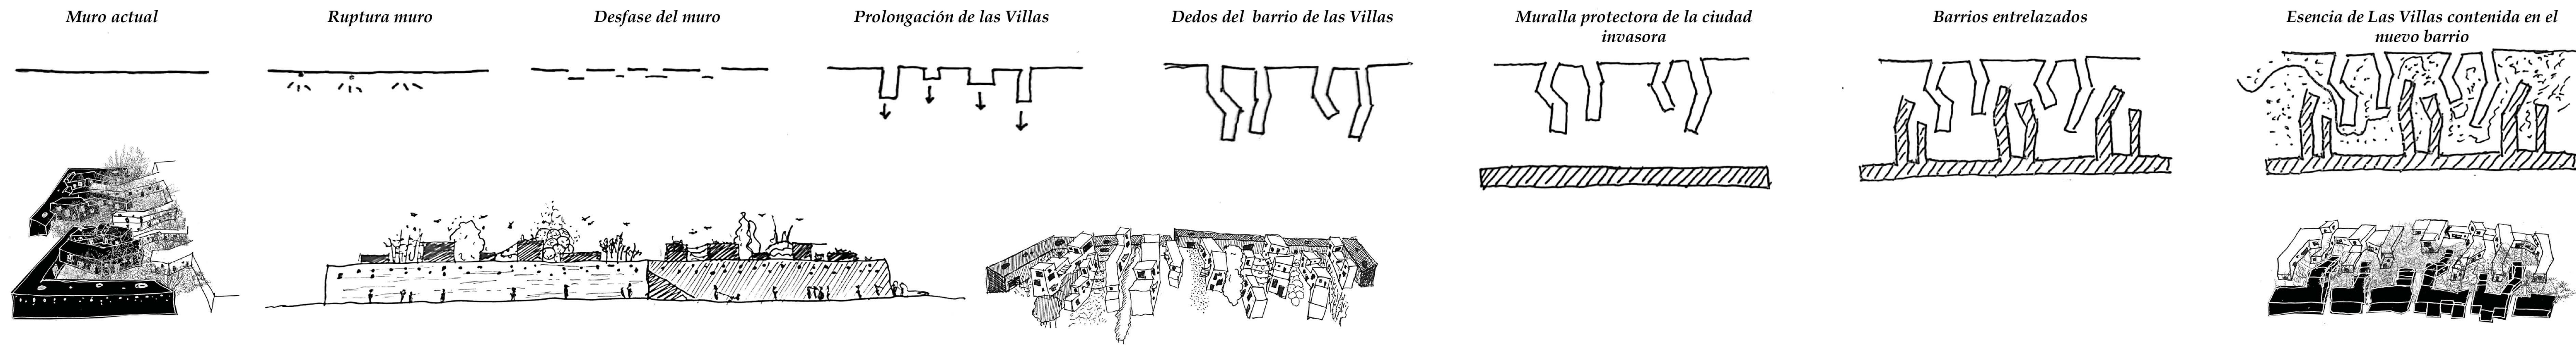 Muro actual
Ruptura muro
Desfase del muro
Prolongación de las Villas
Dedos del  barrio de las Villas
Muralla protectora de la ciudad
invasora
Barrios entrelazados
Esencia de Las Villas contenida en el
nuevo barrio